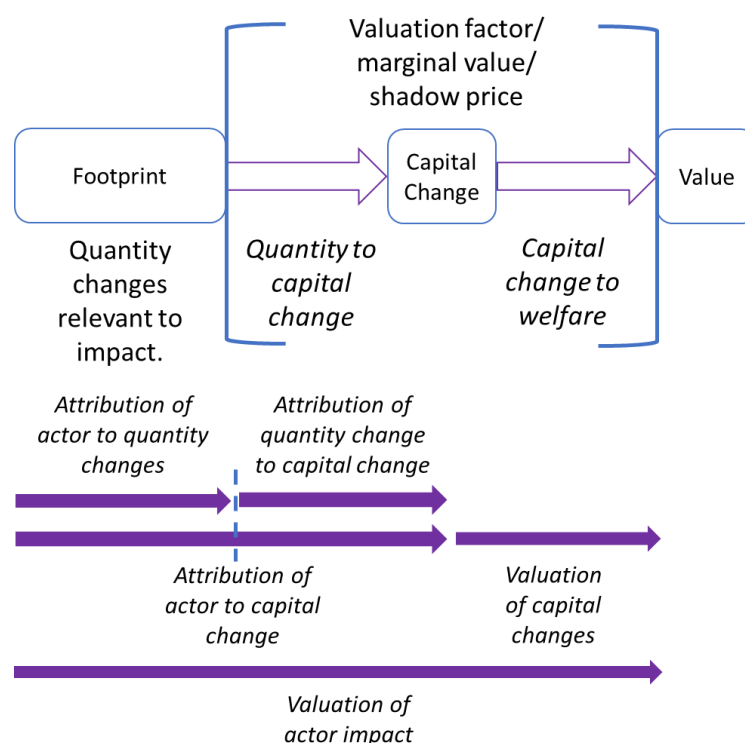 Valuation factor/
marginal value/
shadow price
Footprint
Capital
Change
Value
Quantity
changes
relevant to
impact.
Quantity to
capital
change
Capital
change to
welfare
Attribution of
actor to quantity
changes
Attribution of
quantity change
to capital change
Attribution of
actor to capital
change
Valuation
of capital
changes
Valuation of
actor impact